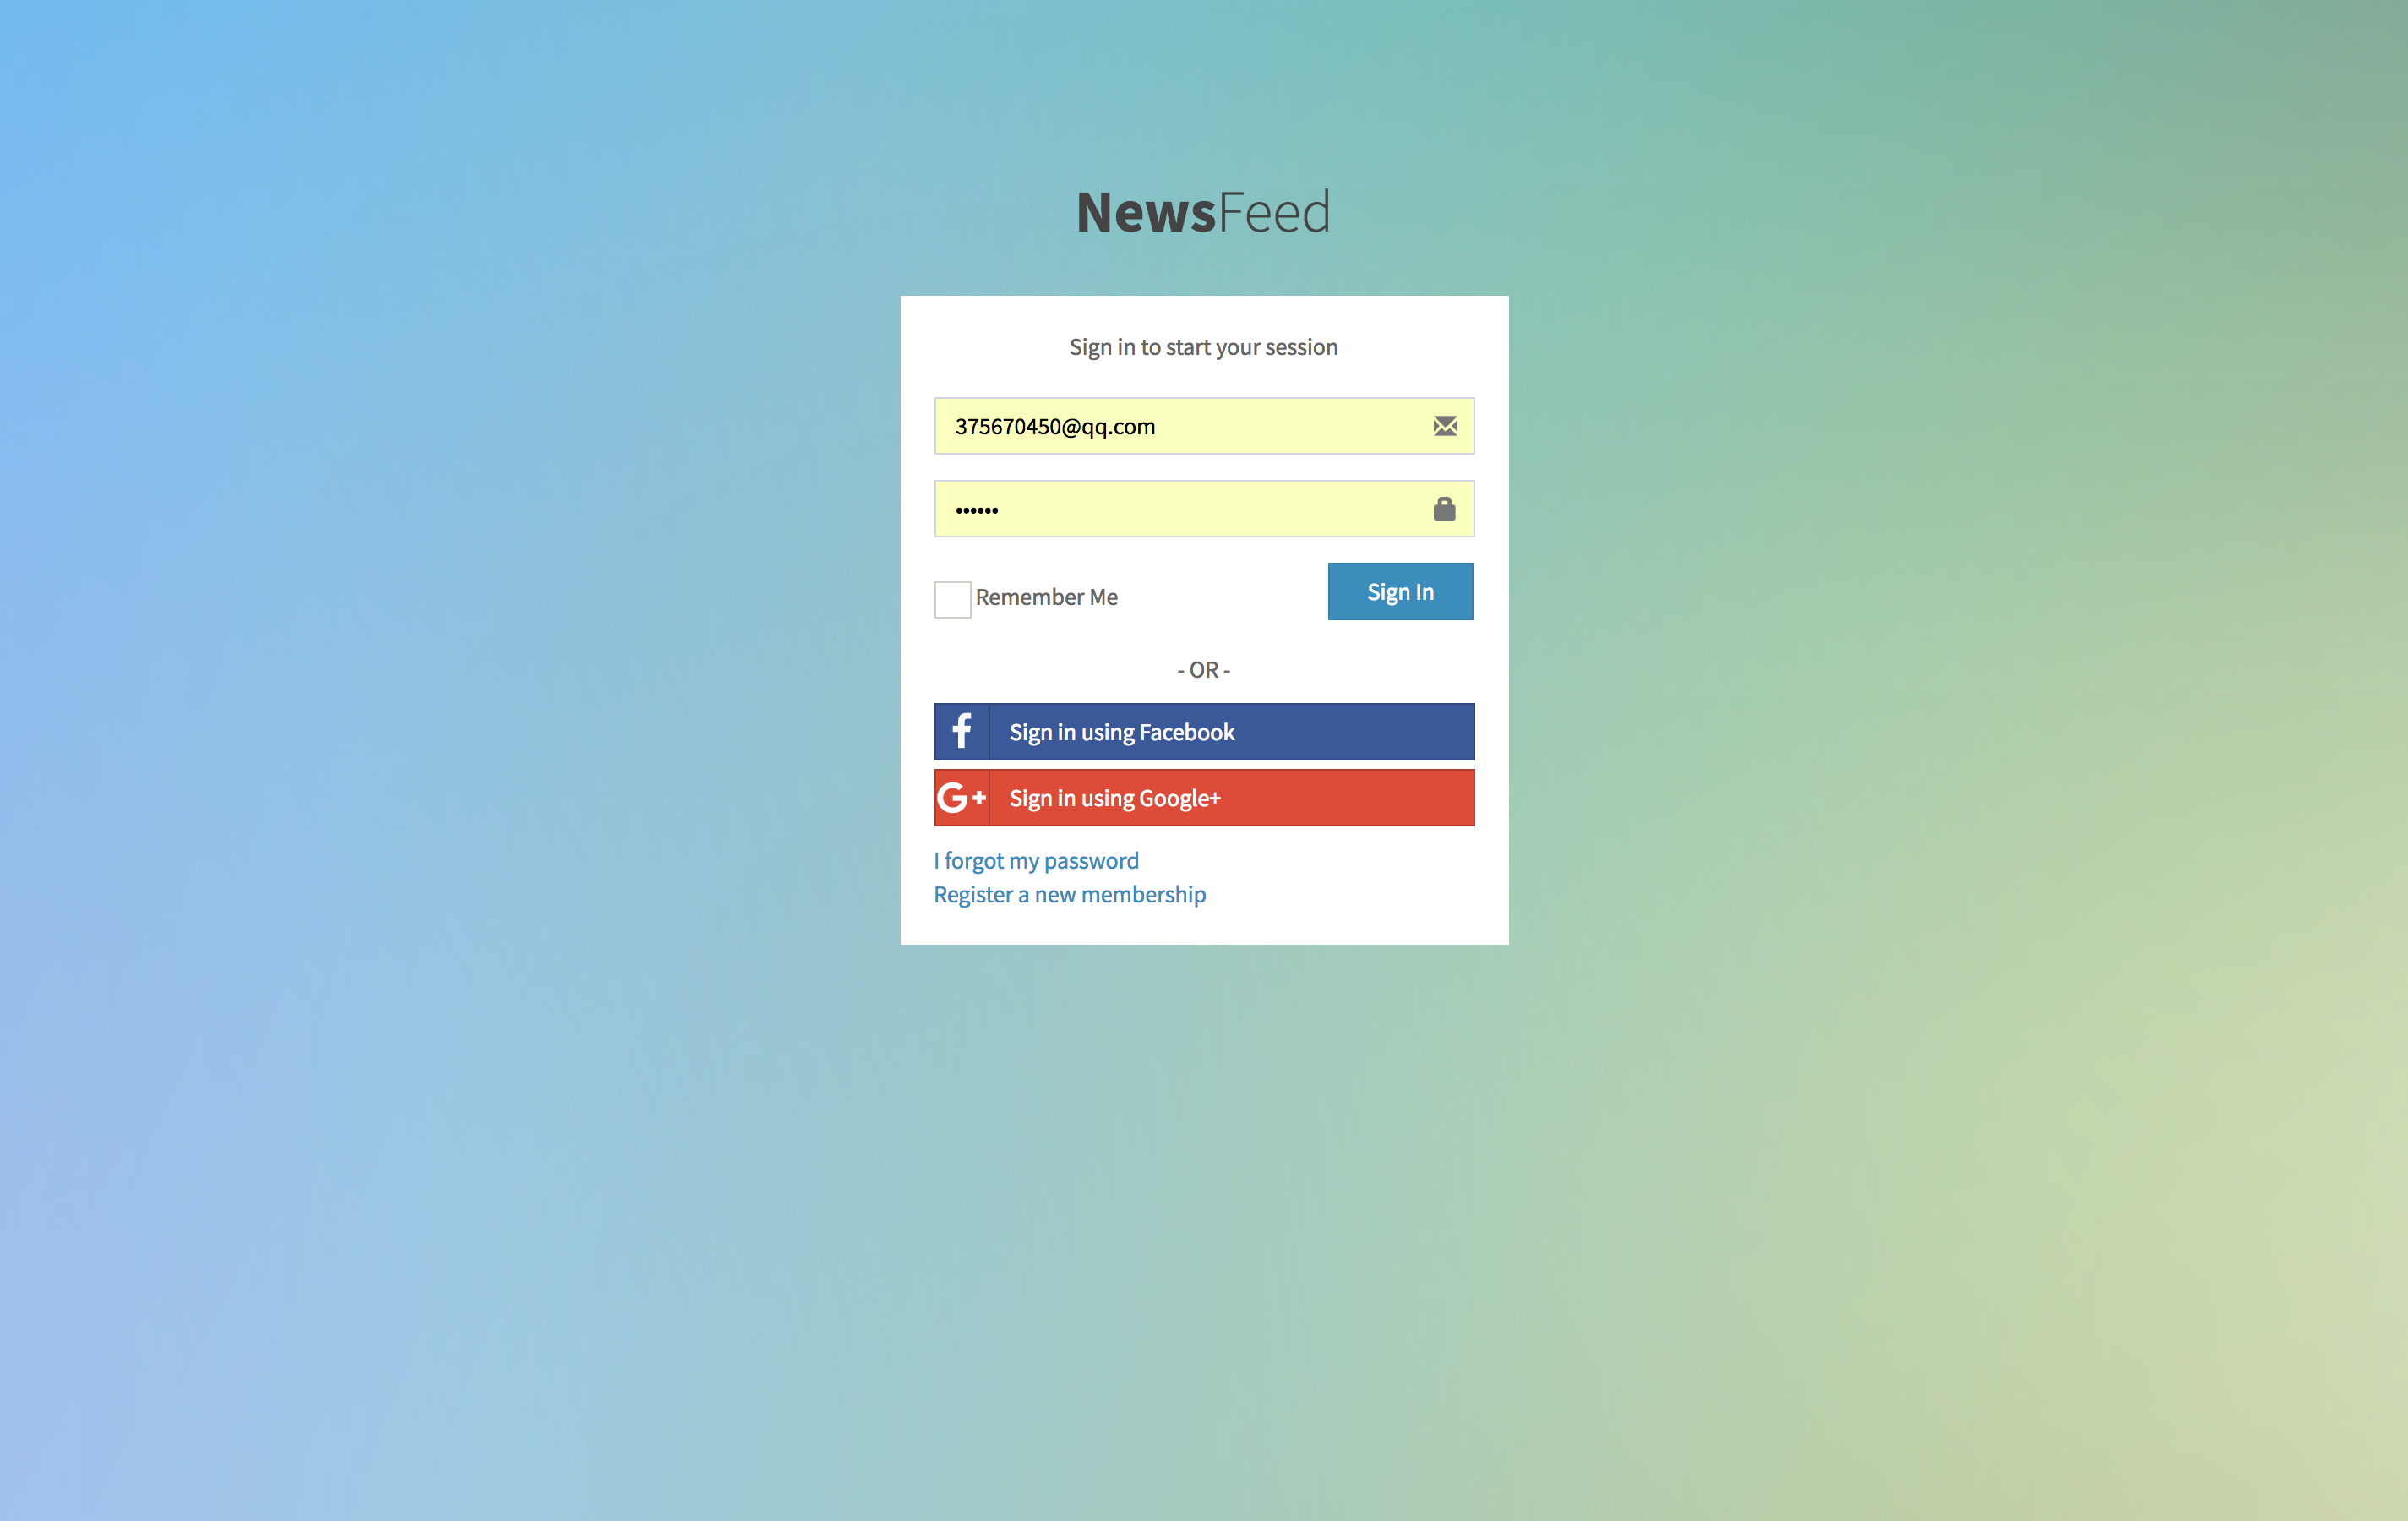 NewsFeed
Sign in to start your session
375670450@qq.com
••••••
Remember Me
Sign In
- OR -
Sign in using Facebook
G+ Sign in using Google+
I forgot my password
Register a new membership